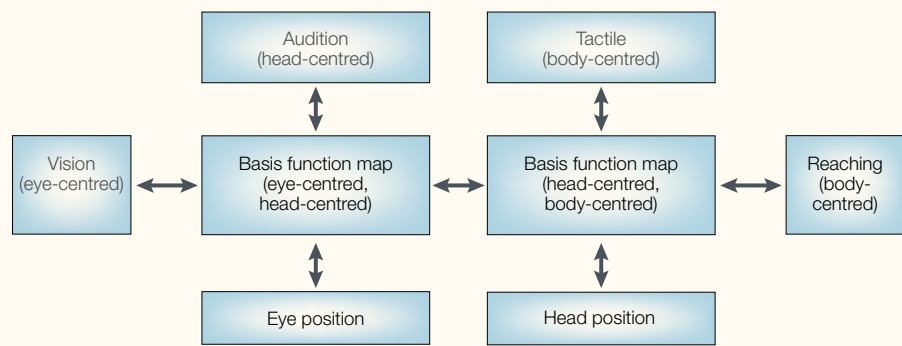 Audition
(head-centred)
Tactile
(body-centred)
Vision
(eye-centred)
Basis function map
(eye-centred,
head-centred)
Basis function map
(head-centred,
body-centred)
Reaching
(body-
centred)
Eye position
Head position